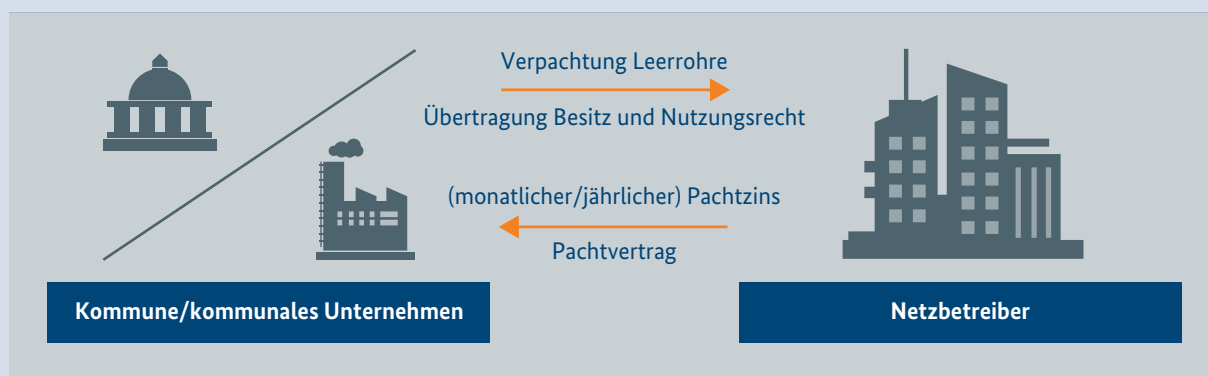 Verpachtung Leerrohre
Übertragung Besitz und Nutzungsrecht
(monatlicher/jährlicher) Pachtzins
Pachtvertrag
Kommune/kommunales Unternehmen
Netzbetreiber